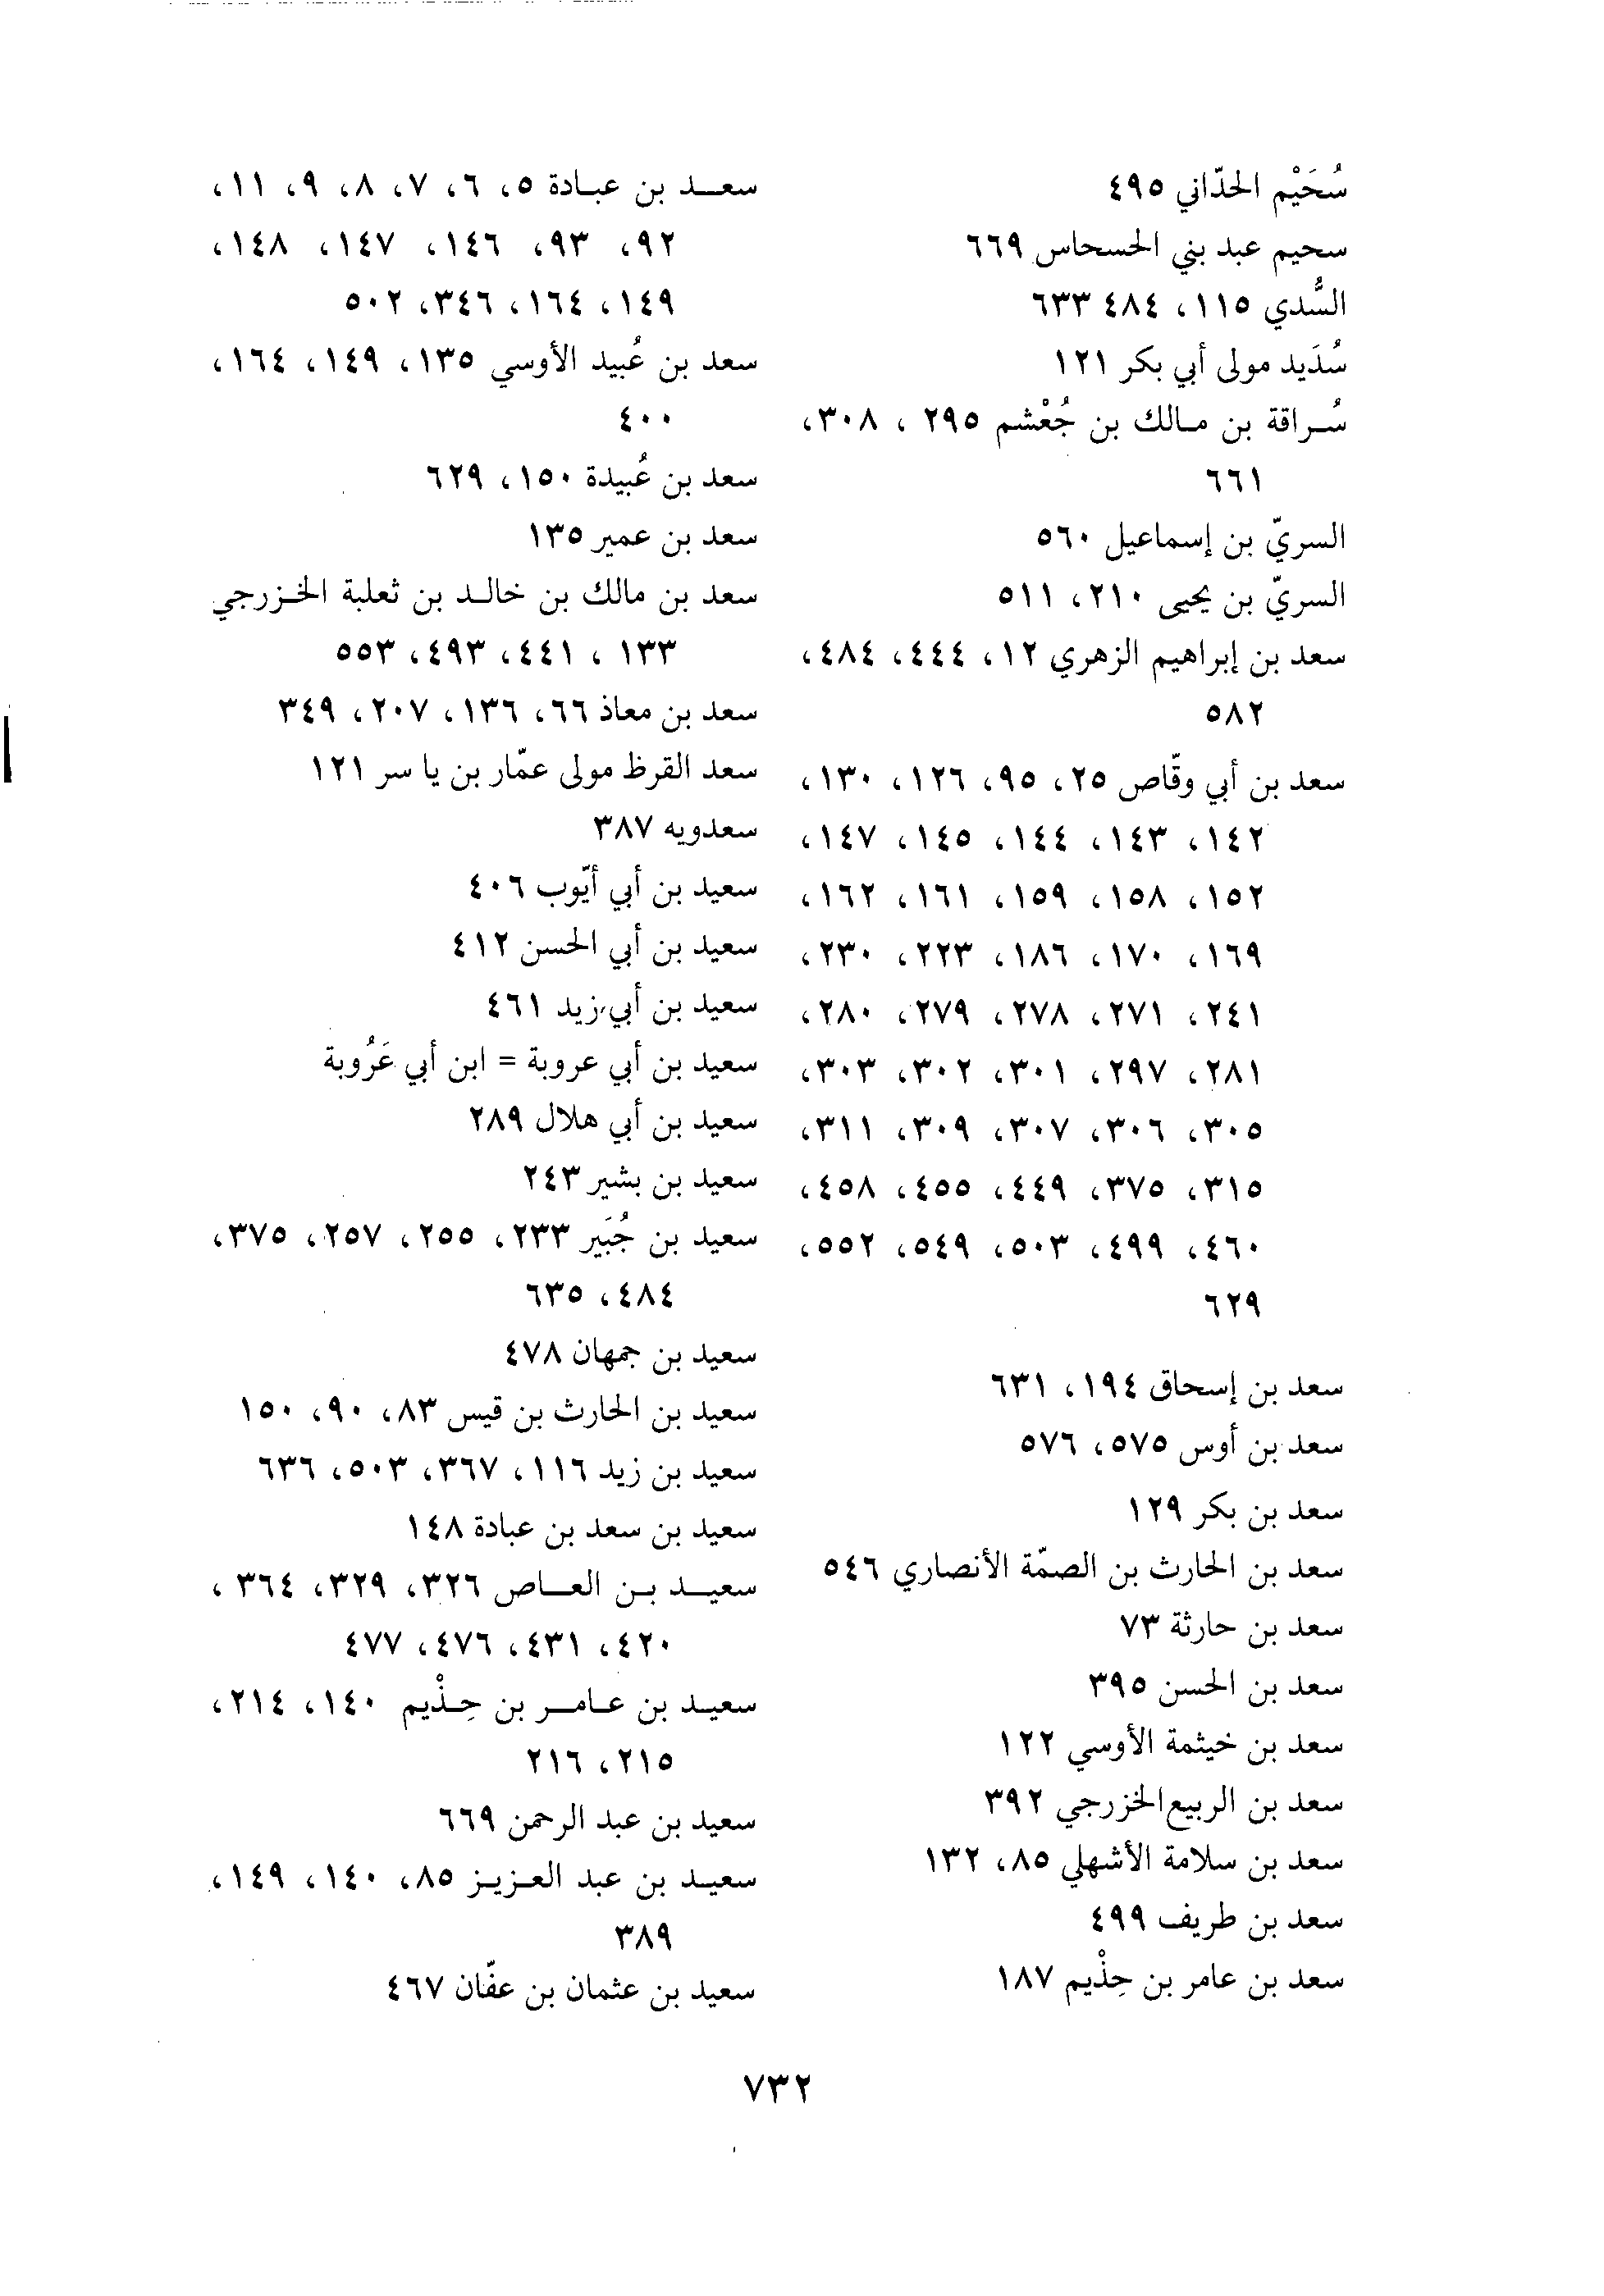 سُحَيْم الحدّاني ٤٩٥
سحيم عبد بني الحسحاس ٦٦٩
السُّدي ١١٥، ٤٨٤ ٦٣٣
سُدَيد مولى أبي بكر ١٢١
سُراقة بن مالك بن جُعْشم ٢٩٥ ، ٣٠٨،
٦٦١
السريّ بن إسماعيل ٥٦٠
السريّ بن يحيى ٢١٠، ٥١١
سعد بن إبراهيم الزهري ١٢، ٤٤٤، ٤٨٤،
٥٨٢
سعد بن أبي وقّاص ٢٥، ٩٥، ١٢٦، ١٣٠،
١٤٢، ١٤٣، ١٤٤، ١٤٥، ١٤٧،
١٥٢، ١٥٨، ١٥٩، ١٦١، ١٦٢،
١٦٩، ١٧٠، ١٨٦، ٢٢٣، ٢٣٠،
٢٤١، ٢٧١، ٢٧٨، ٢٧٩، ٢٨٠،
٢٨١، ٢٩٧، ٣٠١، ٣٠٢، ٣٠٣،
٣٠٥، ٣٠٦، ٣٠٧، ٣٠٩، ٣١١،
٣١٥، ٣٧٥، ٤٤٩، ٤٥٥، ٤٥٨،
٤٦٠، ٤٩٩، ٥٠٣، ٥٤٩، ٥٥٢،
٦٢٩
سعد بن إسحاق ١٩٤، ٦٣١
سعد بن أوس ٥٧٥، ٥٧٦
سعد بن بكر ١٢٩
سعد بن الحارث بن الصمّة الأنصاري ٥٤٦
سعد بن حارثة ٧٣
سعد بن الحسن ٣٩٥
سعد بن خيثمة الأوسي ١٢٢
سعد بن الربيع الخزرجي ٣٩٢
سعد بن سلامة الأشهلي ٨٥، ١٣٢
سعد بن طريف ٤٩٩
سعد بن عامر بن حِذْيم ١٨٧
سعد بن عبادة ٥، ٦، ٧، ٨، ٩، ١١،
٩٢، ٩٣، ١٤٦، ١٤٧، ١٤٨،
١٤٩، ١٦٤، ٣٤٦، ٥٠٢
سعد بن عُبيد الأوسي ١٣٥، ١٤٩، ١٦٤،
٤٠٠
سعد بن عُبيدة ١٥٠، ٦٢٩
سعد بن عمير ١٣٥
سعد بن مالك بن خالد بن ثعلبة الخزرجي
١٣٣ ، ٤٤١، ٤٩٣، ٥٥٣
سعد بن معاذ ٦٦، ١٣٦، ٢٠٧، ٣٤٩
سعد القرظ مولى عمّار بن يا سر ١٢١
سعدويه ٣٨٧
سعيد بن أبي أيّوب ٤٠٦
سعيد بن أبي الحسن ٤١٢
سعيد بن أبي زيد ٤٦١
سعيد بن أبي عروبة = ابن أبي عَرُوبة
سعيد بن أبي هلال ٢٨٩
سعيد بن بشير ٢٤٣
سعيد بن جُبَير ٢٣٣، ٢٥٥، ٢٥٧، ٣٧٥،
٤٨٤، ٦٣٥
سعيد بن جمهان ٤٧٨
سعيد بن الحارث بن قيس ٨٣، ٩٠، ١٥٠
سعيد بن زيد ١١٦، ٣٦٧، ٥٠٣، ٦٣٦
سعيد بن سعد بن عبادة ١٤٨
سعيد بن العاص ٣٢٦، ٣٢٩، ٣٦٤ ،
٤٢٠، ٤٣١، ٤٧٦، ٤٧٧
سعيد بن عامر بن حِذْيم ١٤٠، ٢١٤،
٢١٥، ٢١٦
سعيد بن عبد الرحمن ٦٦٩
سعيد بن عبد العزيز ٨٥، ١٤٠، ١٤٩،
٣٨٩
سعيد بن عثمان بن عفّان ٤٦٧
٧٣٢